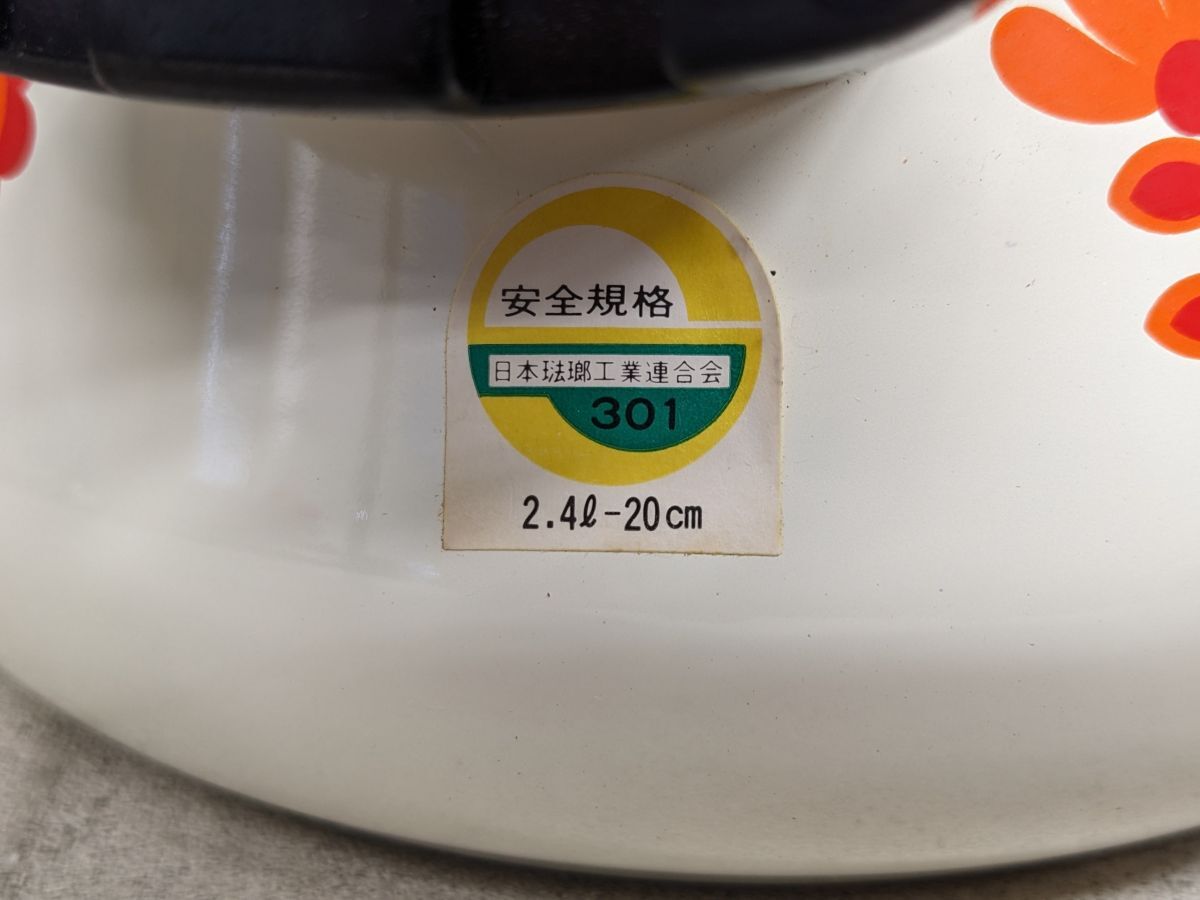 安全規格
日本琺瑯工業連合会
301
2.4ℓ-20cm